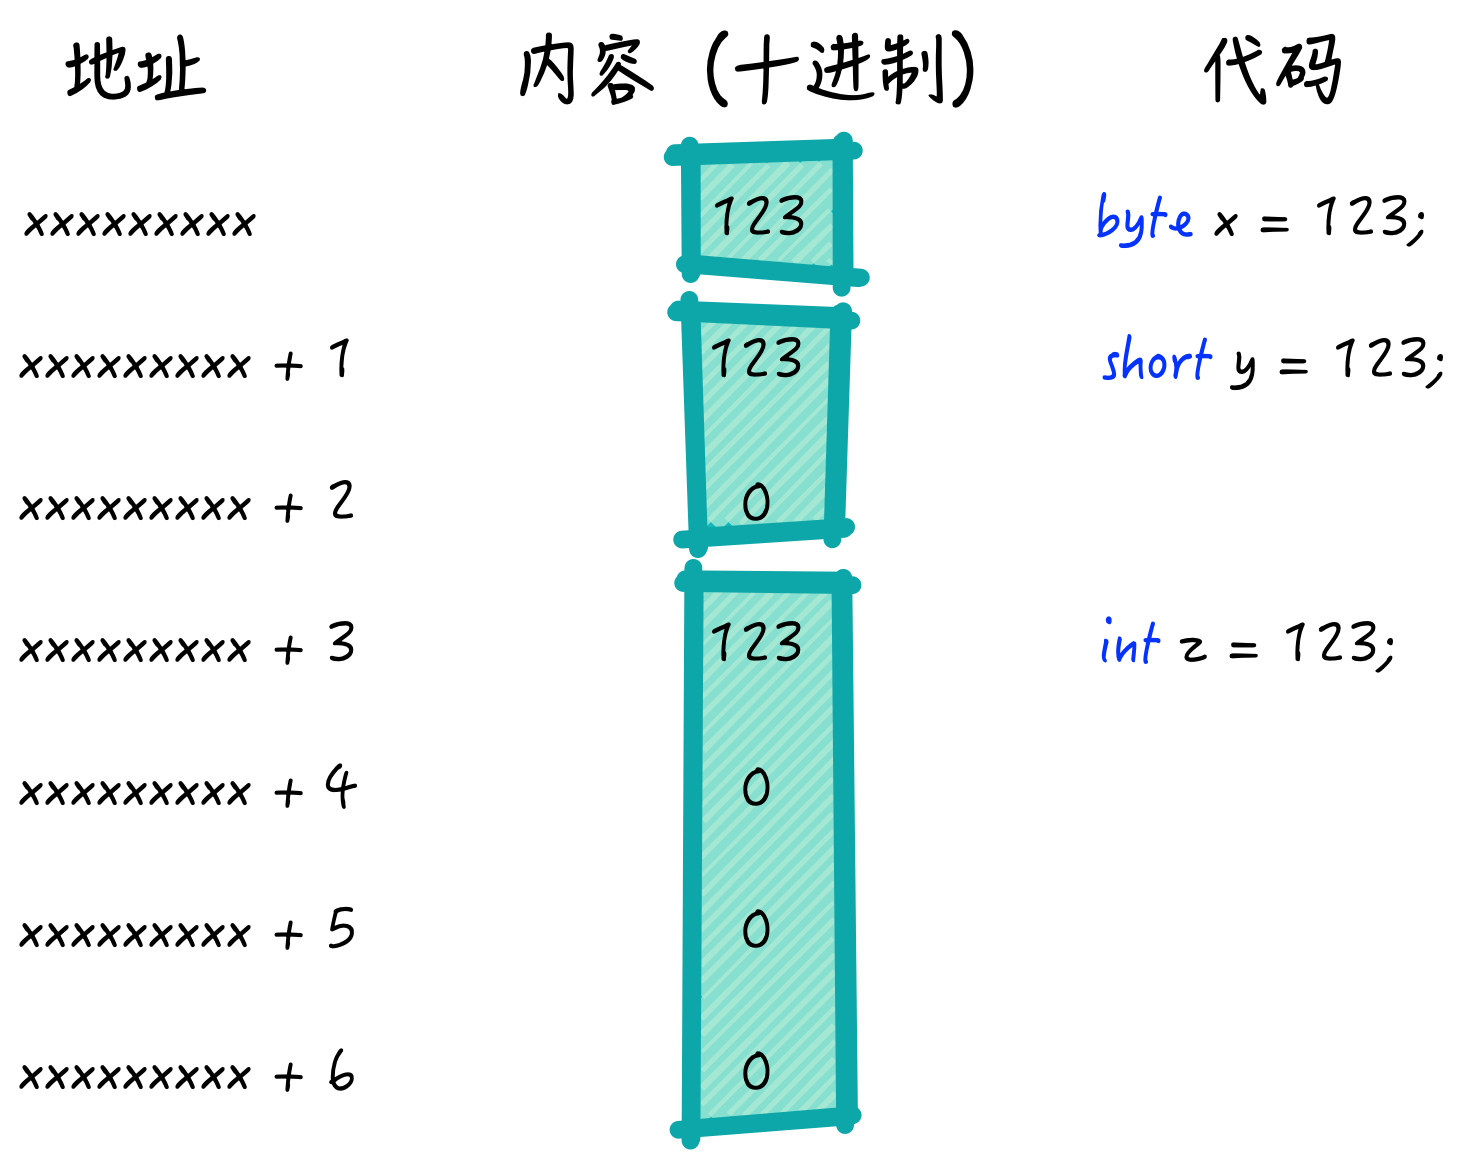 地址 内容 (十进制) 代码
xxxxxxxxx 123 byte x = 123;
xxxxxxxxx + 1 123 short y = 123;
xxxxxxxxx + 2 0
xxxxxxxxx + 3 123 int z = 123;
xxxxxxxxx + 4 0
xxxxxxxxx + 5 0
xxxxxxxxx + 6 0